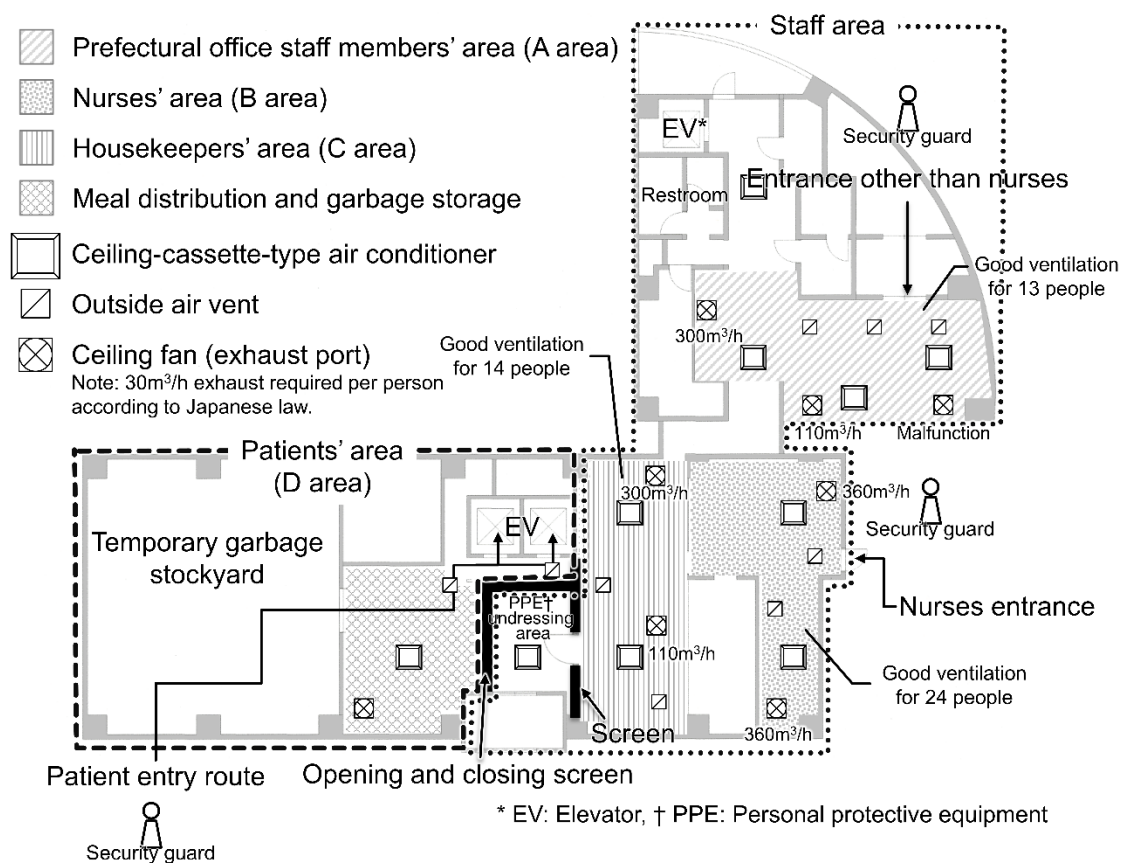 Prefectural office staff members' area (A area)
Nurses' area (B area)
Housekeepers' area (C area)
Meal distribution and garbage storage
Ceiling-cassette-type air conditioner
Outside air vent
Ceiling fan (exhaust port)
Note: 30m³/h exhaust required per person
according to Japanese law.
Staff area
EV*
Security guard
Restroom
Entrance other than nurses
Good ventilation
for 13 people
300m³/h
110m³/h
Malfunction
Good ventilation
for 14 people
Patients' area
(D area)
Temporary garbage
stockyard
EV
PPE†
undressing
area
300m³/h
110m³/h
360m³/h
Security guard
Nurses entrance
Good ventilation
for 24 people
360m³/h
Screen
Opening and closing screen
Patient entry route
Security guard
* EV: Elevator, † PPE: Personal protective equipment